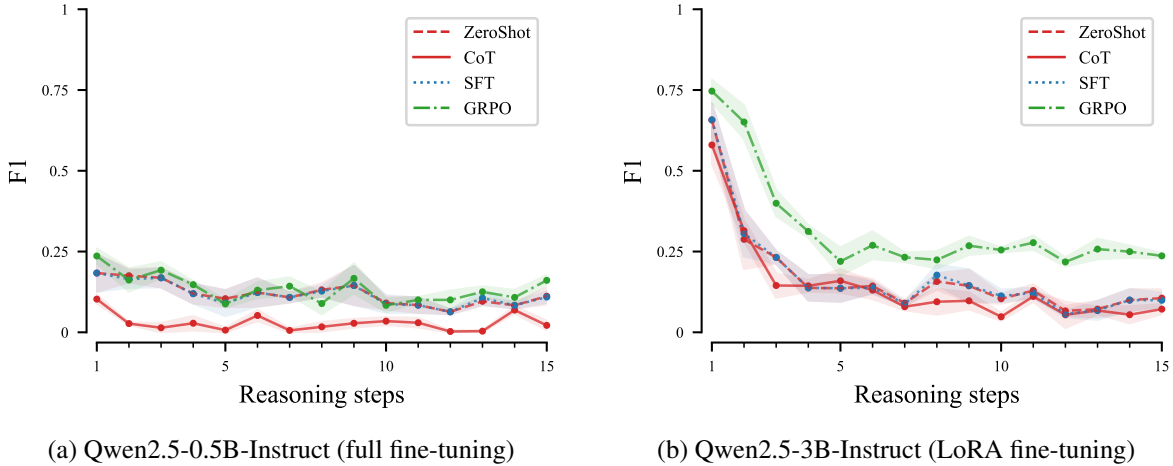 1
0.75
0.5
0.25
0
F1
1
5
10
15
Reasoning steps
ZeroShot
CoT
SFT
GRPO
(a) Qwen2.5-0.5B-Instruct (full fine-tuning)
1
0.75
0.5
0.25
0
F1
1
5
10
15
Reasoning steps
ZeroShot
CoT
SFT
GRPO
(b) Qwen2.5-3B-Instruct (LoRA fine-tuning)